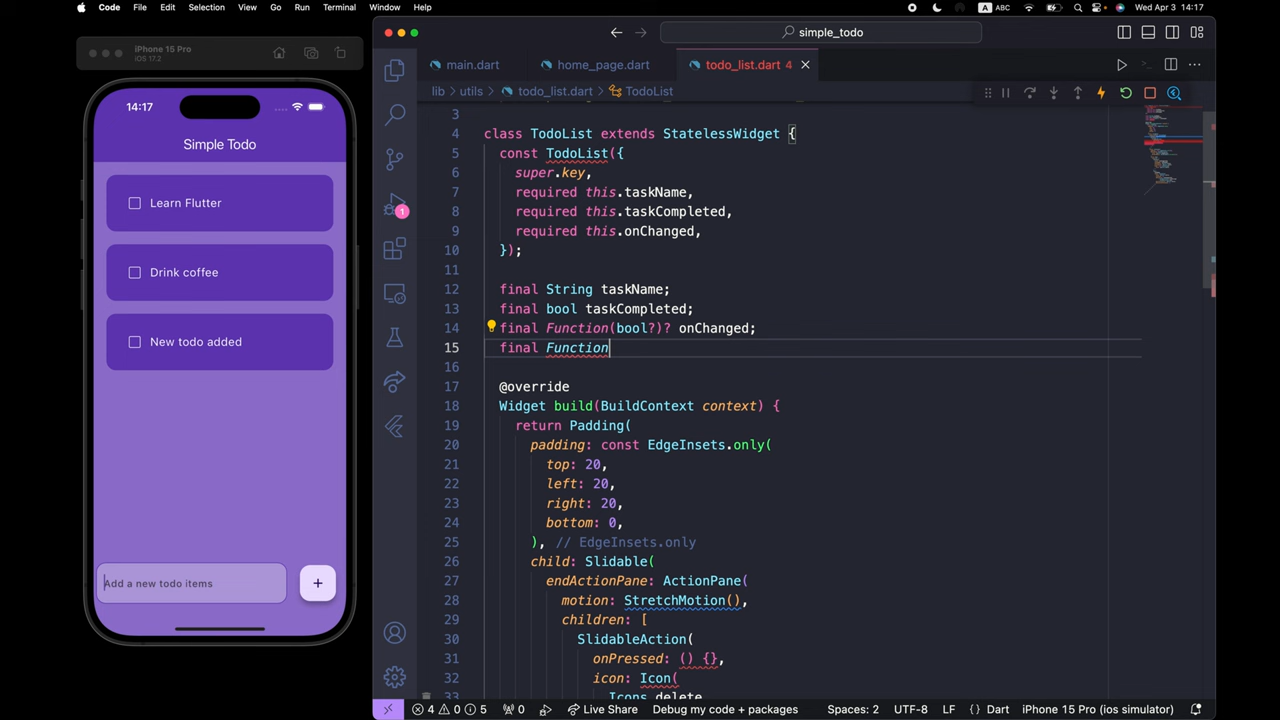 Code File Edit Selection View Go Run Terminal Window Help
A ABC Wed Apr 3 14:17
iPhone 15 Pro
iOS 17.2
14:17
Simple Todo
Learn Flutter
Drink coffee
New todo added
Add a new todo items
+
simple_todo
main.dart
home_page.dart
todo_list.dart 4
lib > utils > todo_list.dart > TodoList
1
3
4 class TodoList extends StatelessWidget {
5 const TodoList({
6 super.key,
7 required this.taskName,
8 required this.taskCompleted,
9 required this.onChanged,
10 });
11
12 final String taskName;
13 final bool taskCompleted;
14 final Function(bool?)? onChanged;
15 final Function
16
17 @override
18 Widget build(BuildContext context) {
19 return Padding(
20 padding: const EdgeInsets.only(
21 top: 20,
22 left: 20,
23 right: 20,
24 bottom: 0,
25 ), // EdgeInsets.only
26 child: Slidable(
27 endActionPane: ActionPane(
28 motion: StretchMotion(),
29 children: [
30 SlidableAction(
31 onPressed: () {},
32 icon: Icon(
33 Icons.delete
4 0 5 0 Live Share Debug my code + packages Spaces: 2 UTF-8 LF {} Dart iPhone 15 Pro (ios simulator)